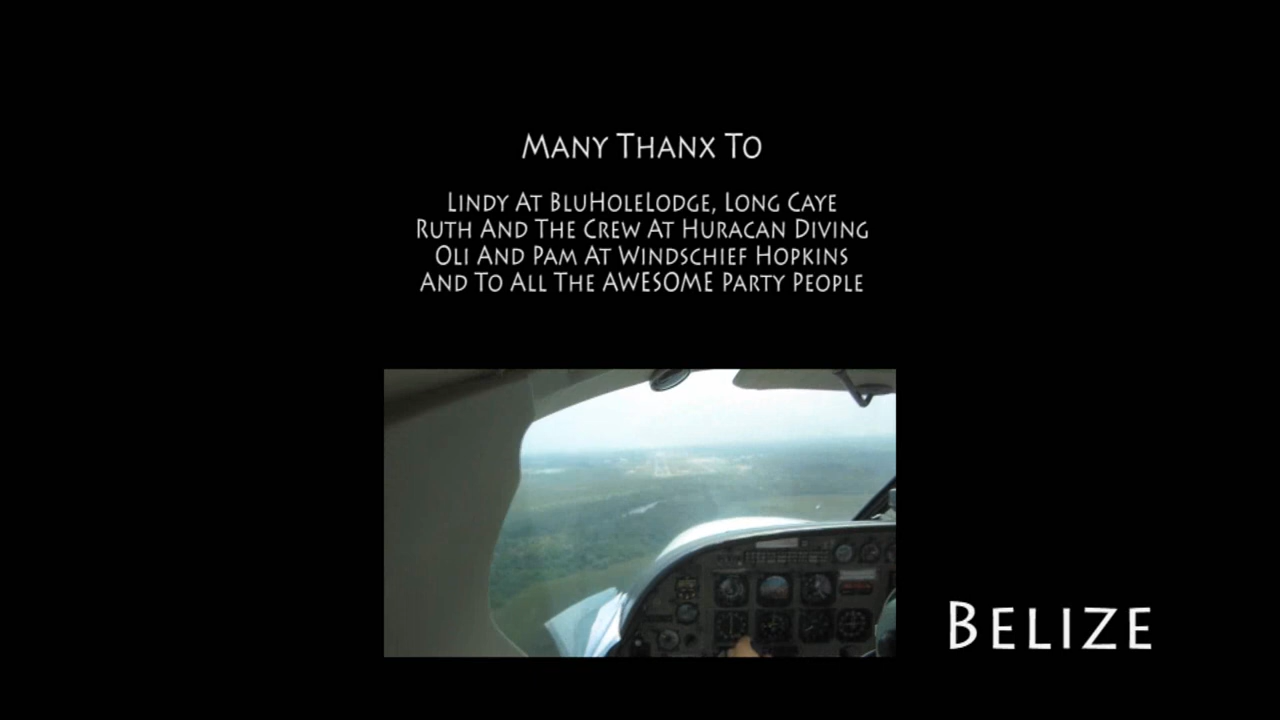 Many Thanx To
Lindy At BluHoleLodge, Long Caye
Ruth And The Crew At Huracan Diving
Oli And Pam At Windschief Hopkins
And To All The AWESOME Party People
Belize